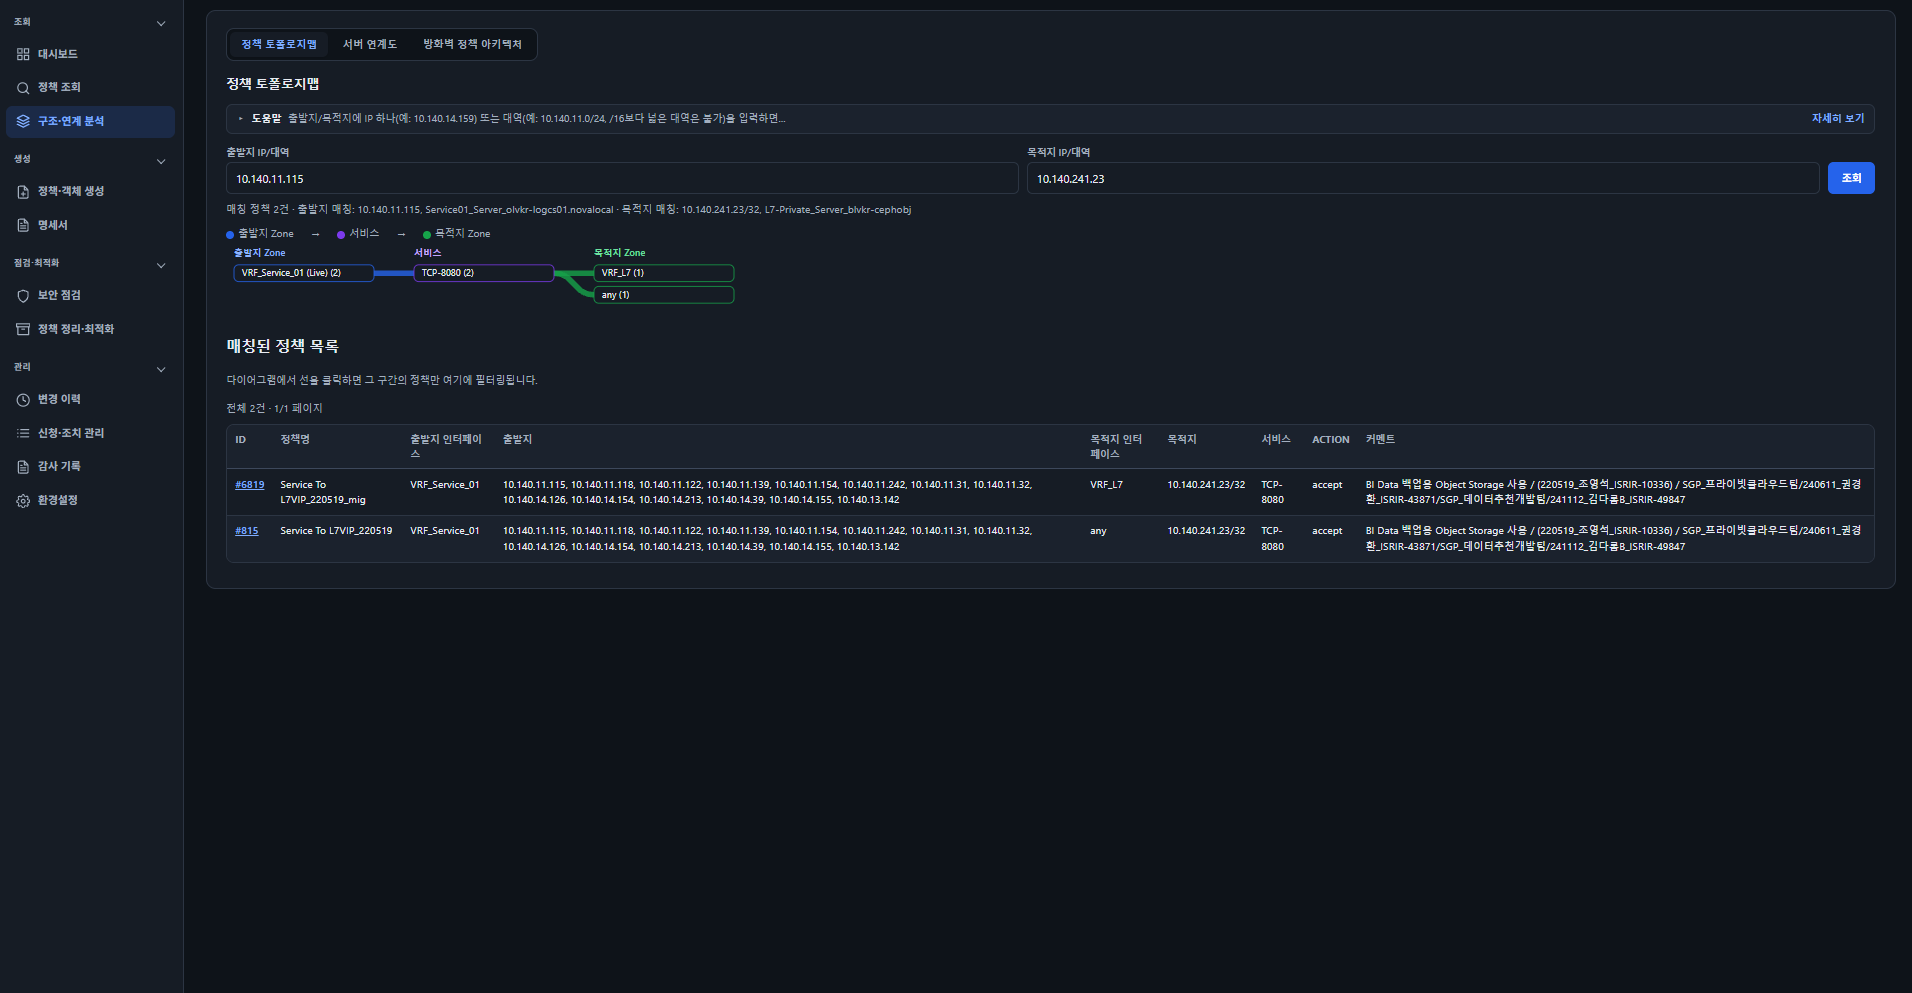 조회
대시보드
정책 조회
구조·연계 분석
생성
정책·객체 생성
명세서
점검·최적화
보안 점검
정책 정리·최적화
관리
변경 이력
신청·조치 관리
감사 기록
환경설정
정책 토폴로지맵 서버 연계도 방화벽 정책 아키텍처
정책 토폴로지맵
도움말 출발지/목적지에 IP 하나(예: 10.140.14.159) 또는 대역(예: 10.140.11.0/24, /16보다 넓은 대역은 불가)을 입력하면... 자세히 보기
출발지 IP/대역 목적지 IP/대역
10.140.11.115 10.140.241.23 조회
매칭 정책 2건 · 출발지 매칭: 10.140.11.115, Service01_Server_olvkr-logcs01.novalocal · 목적지 매칭: 10.140.241.23/32, L7-Private_Server_blvkr-cephobj
출발지 Zone → 서비스 → 목적지 Zone
출발지 Zone 서비스 목적지 Zone
VRF_Service_01 (Live) (2) TCP-8080 (2) VRF_L7 (1)
any (1)
매칭된 정책 목록
다이어그램에서 선을 클릭하면 그 구간의 정책만 여기에 필터링됩니다.
전체 2건 · 1/1 페이지
ID 정책명 출발지 인터페이스 출발지 목적지 인터페이스 목적지 서비스 ACTION 커멘트
#6819 Service To L7VIP_220519_mig VRF_Service_01 10.140.11.115, 10.140.11.118, 10.140.11.122, 10.140.11.139, 10.140.11.154, 10.140.11.242, 10.140.11.31, 10.140.11.32, VRF_L7 10.140.241.23/32 TCP-8080 accept BI Data 백업용 Object Storage 사용 / (220519_조영석_ISRIR-10336) / SGP_프라이빗클라우드팀/240611_권경
10.140.14.126, 10.140.14.154, 10.140.14.213, 10.140.14.39, 10.140.14.155, 10.140.13.142 환_ISRIR-43871/SGP_데이터추천개발팀/241112_김다롬B_ISRIR-49847
#815 Service To L7VIP_220519 VRF_Service_01 10.140.11.115, 10.140.11.118, 10.140.11.122, 10.140.11.139, 10.140.11.154, 10.140.11.242, 10.140.11.31, 10.140.11.32, any 10.140.241.23/32 TCP-8080 accept BI Data 백업용 Object Storage 사용 / (220519_조영석_ISRIR-10336) / SGP_프라이빗클라우드팀/240611_권경
10.140.14.126, 10.140.14.154, 10.140.14.213, 10.140.14.39, 10.140.14.155, 10.140.13.142 환_ISRIR-43871/SGP_데이터추천개발팀/241112_김다롬B_ISRIR-49847